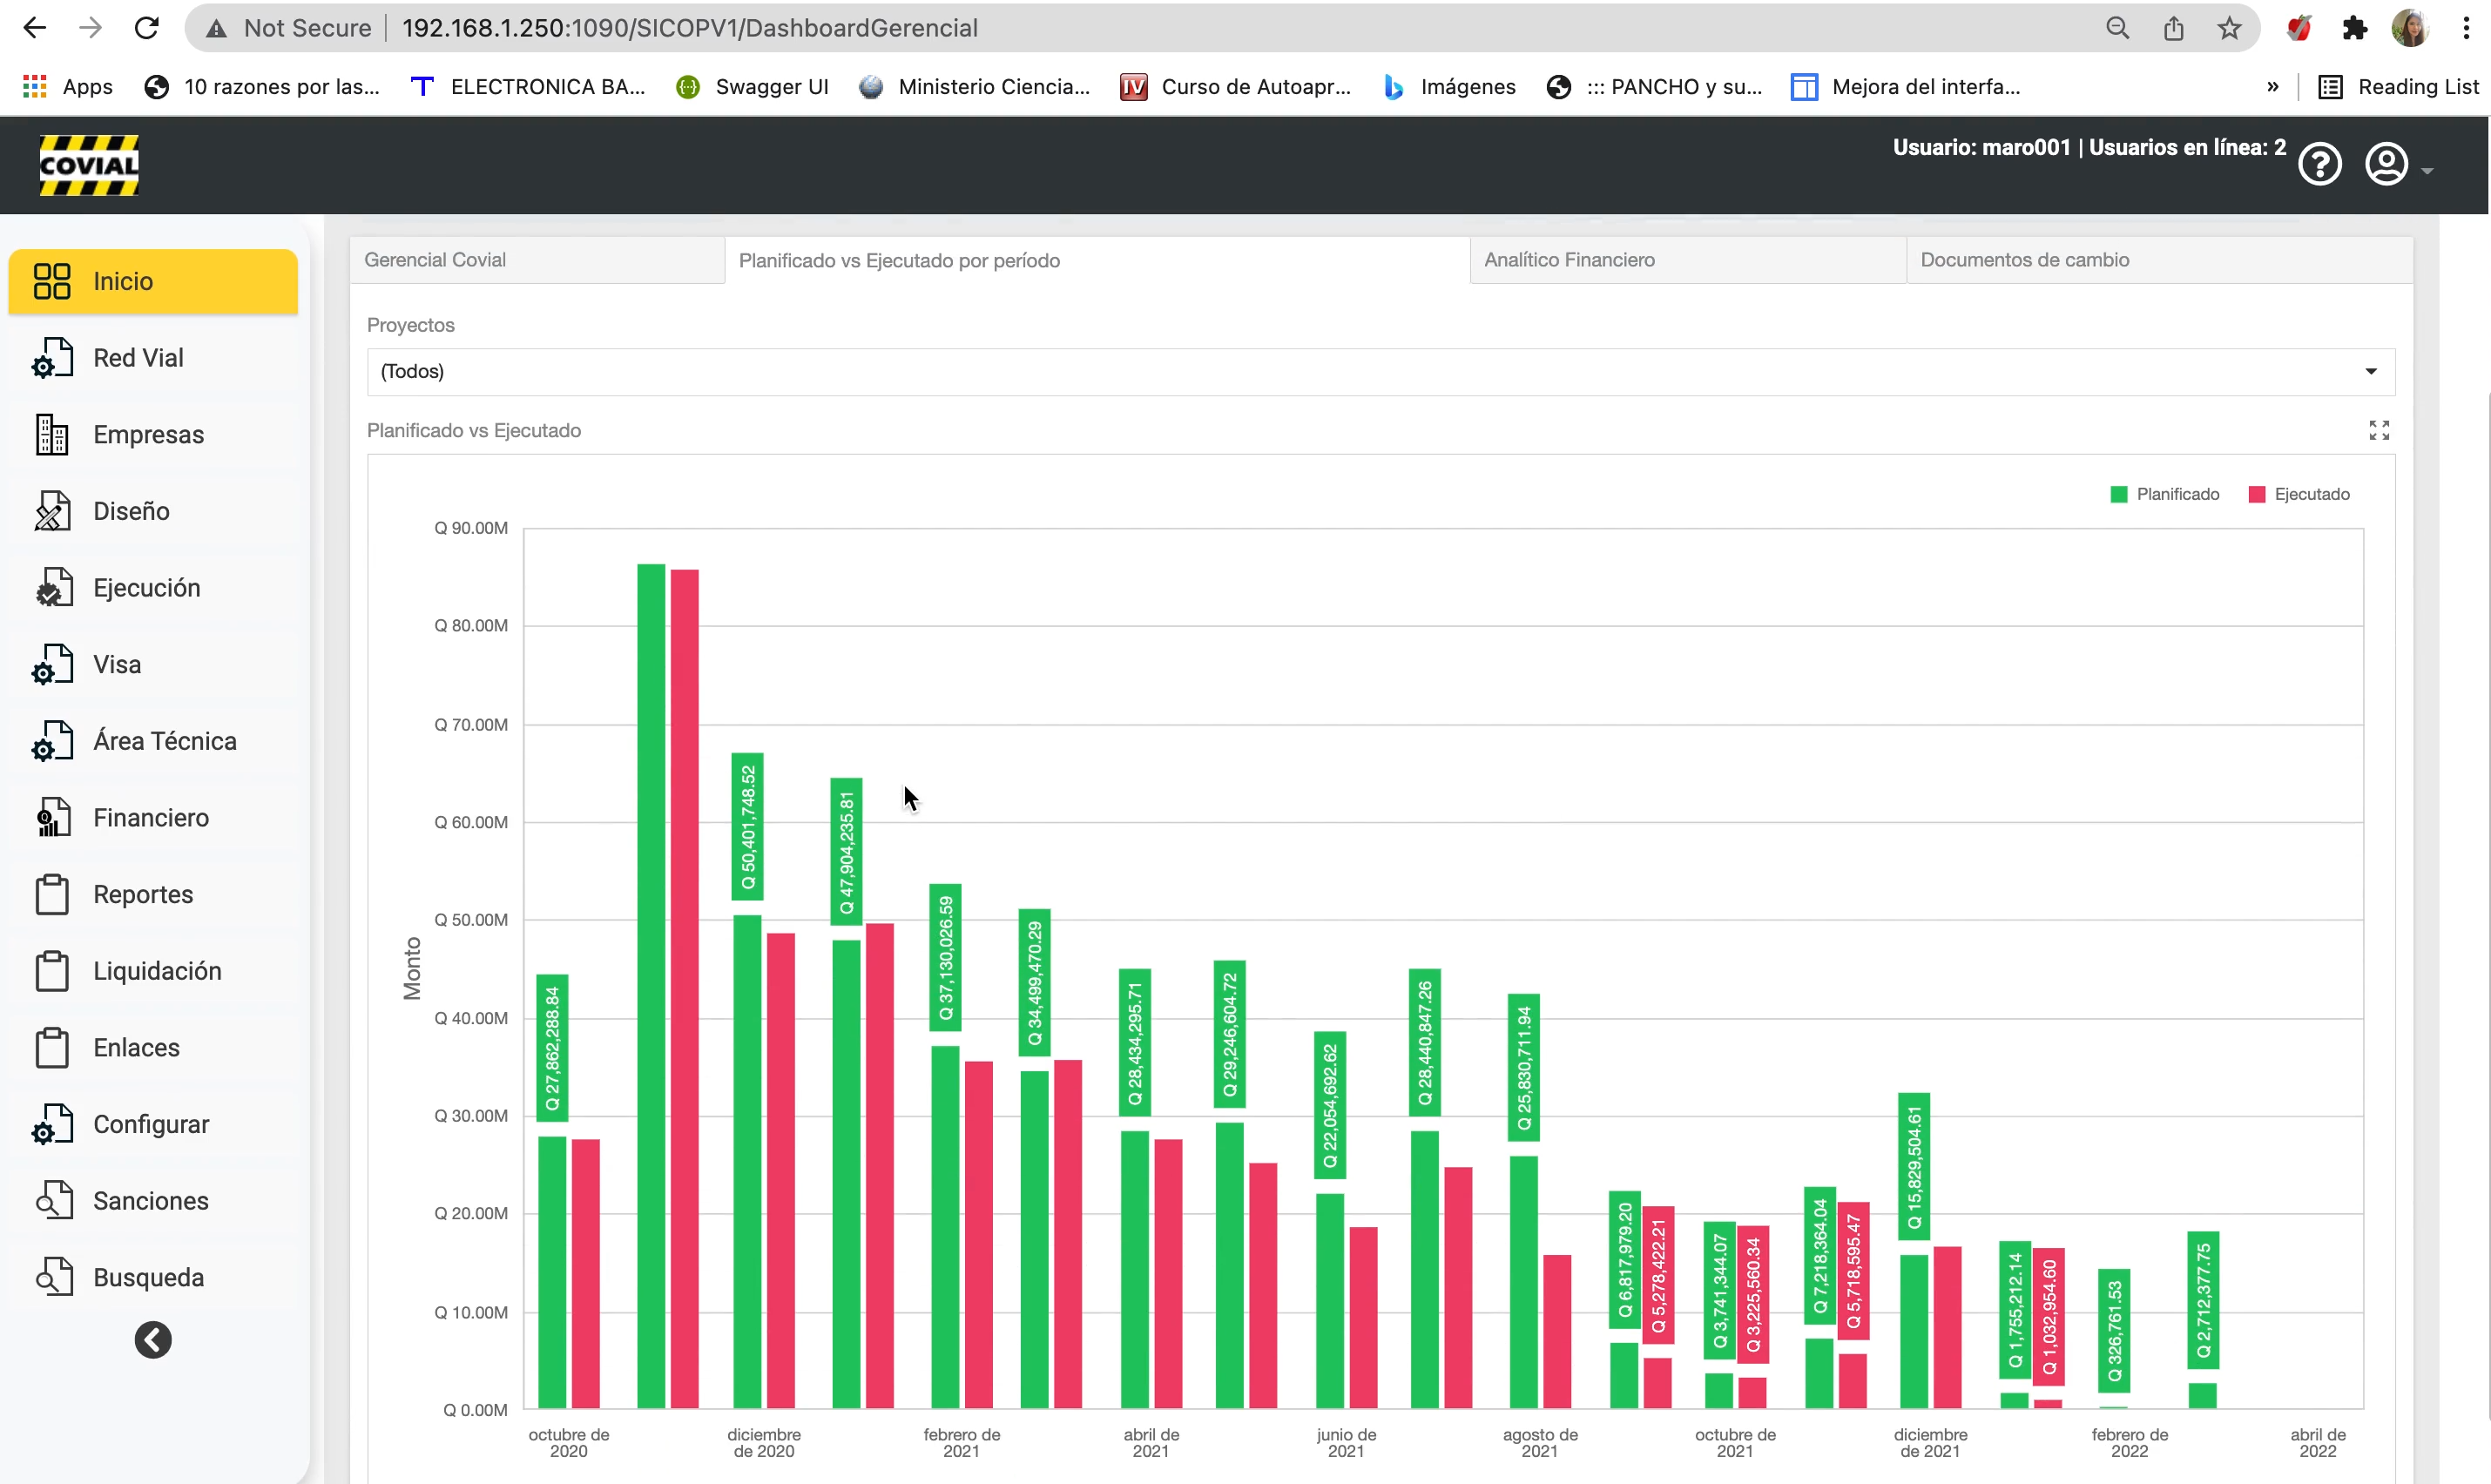 Not Secure | 192.168.1.250:1090/SICOPV1/DashboardGerencial
Apps 10 razones por las... ELECTRONICA BA... Swagger UI Ministerio Ciencia... Curso de Autoapr... Imágenes ::: PANCHO y su... Mejora del interfa... » Reading List
COVIAL
Usuario: maro001 | Usuarios en línea: 2
Inicio
Red Vial
Empresas
Diseño
Ejecución
Visa
Área Técnica
Financiero
Reportes
Liquidación
Enlaces
Configurar
Sanciones
Busqueda
Gerencial Covial
Planificado vs Ejecutado por período
Analítico Financiero
Documentos de cambio
Proyectos
(Todos)
Planificado vs Ejecutado
Planificado Ejecutado
Monto
Q 90.00M
Q 80.00M
Q 70.00M
Q 60.00M
Q 50.00M
Q 40.00M
Q 30.00M
Q 20.00M
Q 10.00M
Q 0.00M
Q 27,862,288.84
Q 50,401,748.52
Q 47,904,235.81
Q 37,130,026.59
Q 34,499,470.29
Q 28,434,295.71
Q 29,246,604.72
Q 22,054,692.62
Q 28,440,847.26
Q 25,830,711.94
Q 6,817,979.20
Q 5,278,422.21
Q 3,741,344.07
Q 3,225,560.34
Q 7,218,364.04
Q 5,718,595.47
Q 15,829,504.61
Q 1,755,212.14
Q 1,032,954.60
Q 326,761.53
Q 2,712,377.75
octubre de
2020
diciembre
de 2020
febrero de
2021
abril de
2021
junio de
2021
agosto de
2021
octubre de
2021
diciembre
de 2021
febrero de
2022
abril de
2022